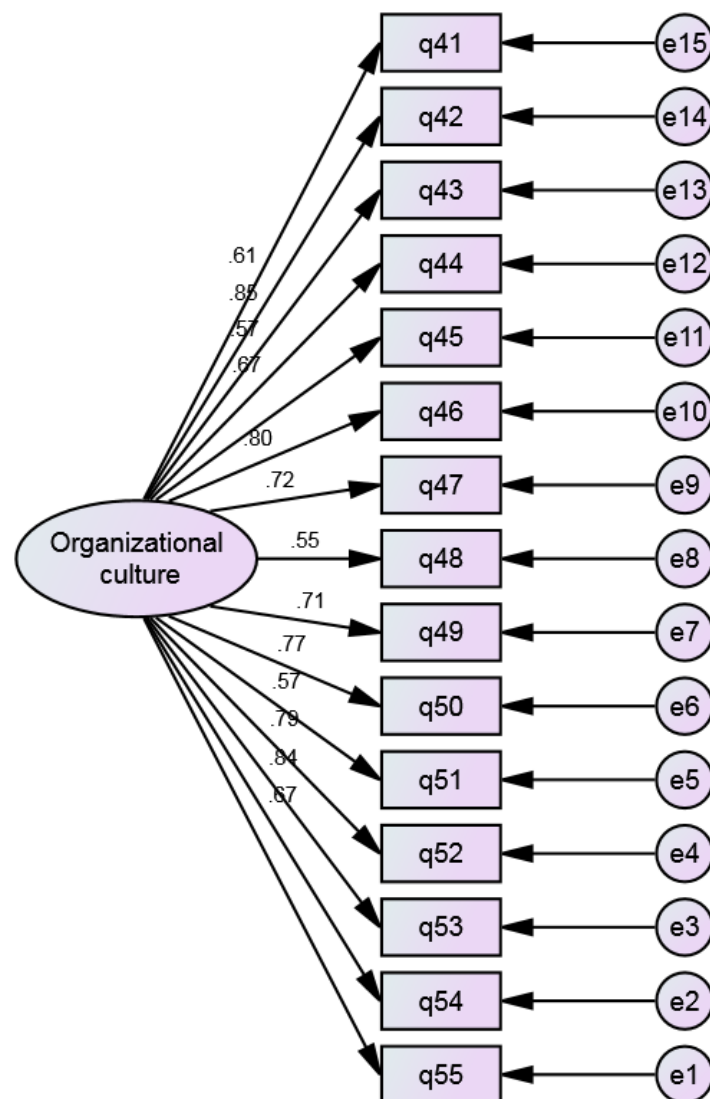 q41
e15
q42
e14
q43
e13
q44
e12
q45
e11
q46
e10
q47
e9
q48
e8
q49
e7
q50
e6
q51
e5
q52
e4
q53
e3
q54
e2
q55
e1
Organizational
culture
.61
.85
.57
.67
.80
.72
.55
.71
.77
.57
.79
.84
.67